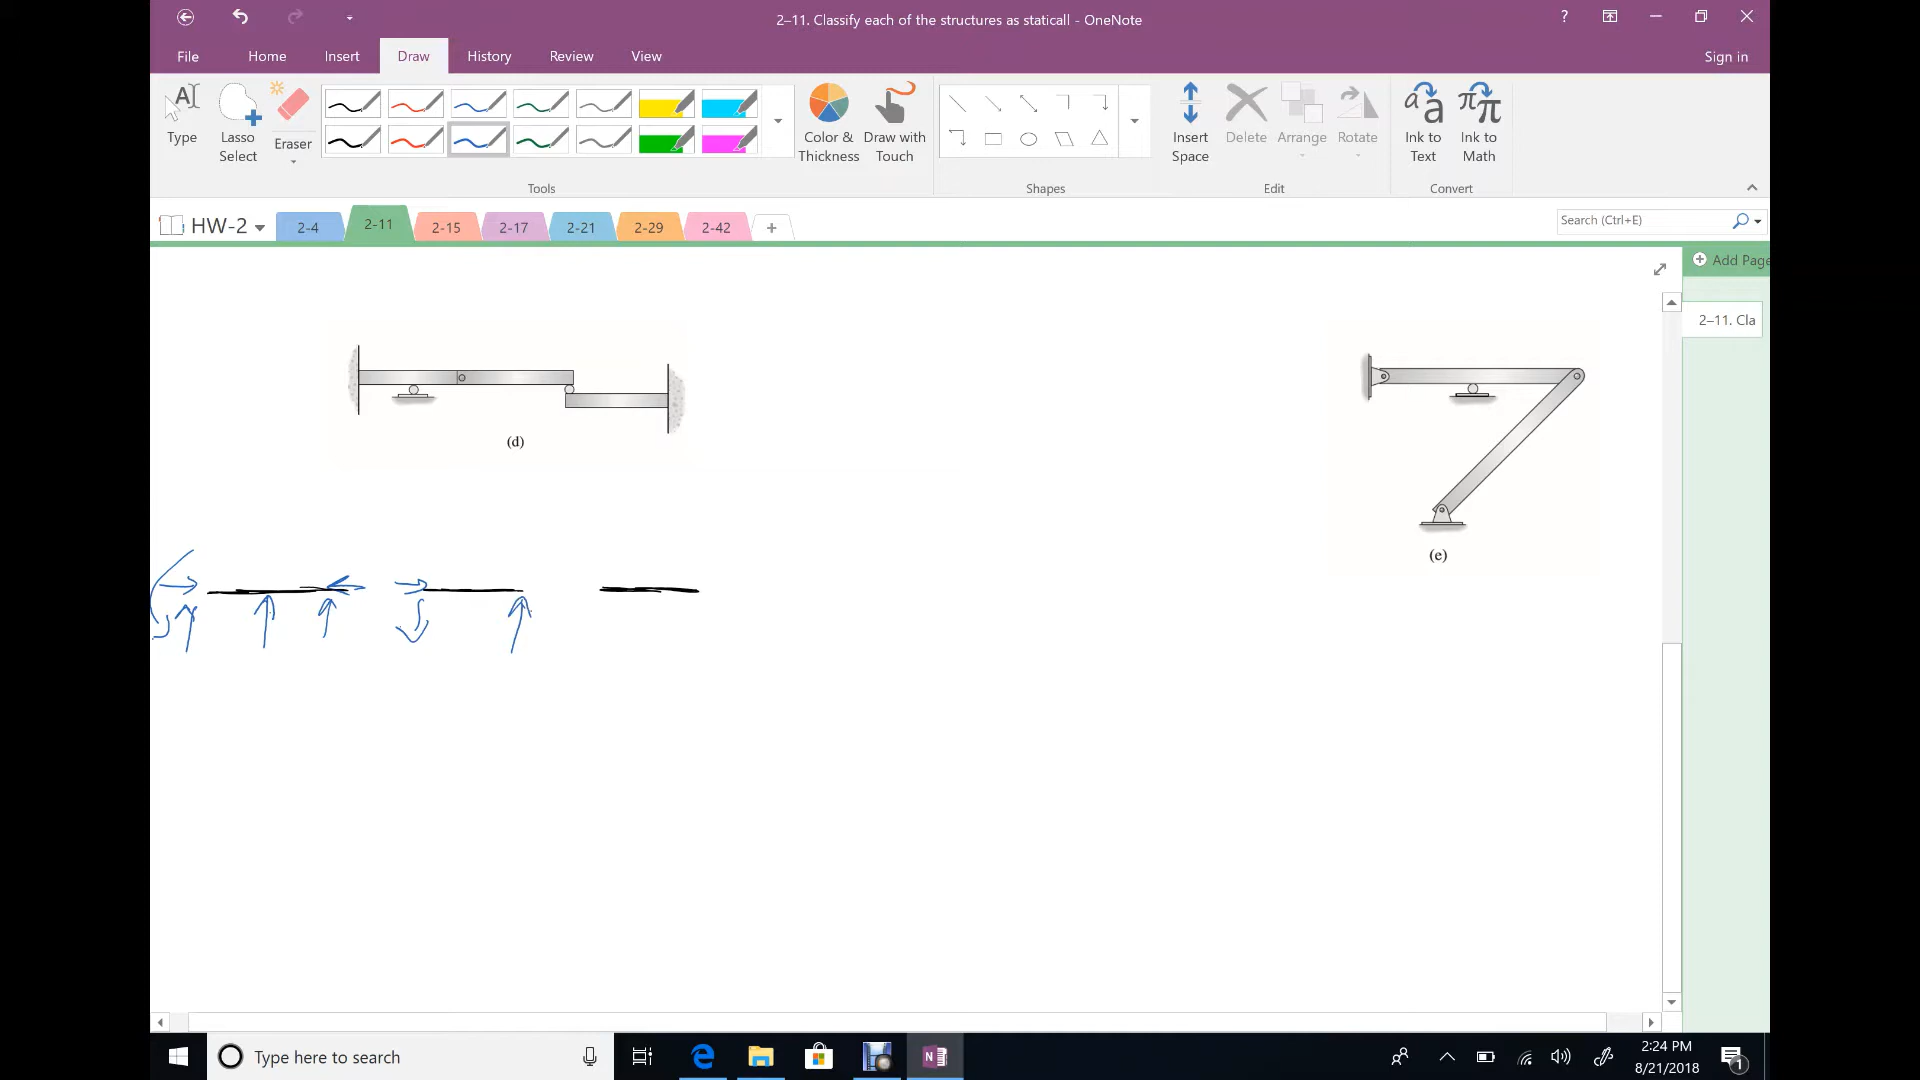 2–11. Classify each of the structures as staticall - OneNote
?
File Home Insert Draw History Review View Sign in
Type
Lasso Select
Eraser
Color & Thickness
Draw with Touch
Insert Space
Delete
Arrange
Rotate
Ink to Text
Ink to Math
Tools Shapes Edit Convert
HW-2 2-4 2-11 2-15 2-17 2-21 2-29 2-42 +
Search (Ctrl+E)
Add Page
2–11. Cla
(d)
(e)
Type here to search
N
2:24 PM
8/21/2018
1